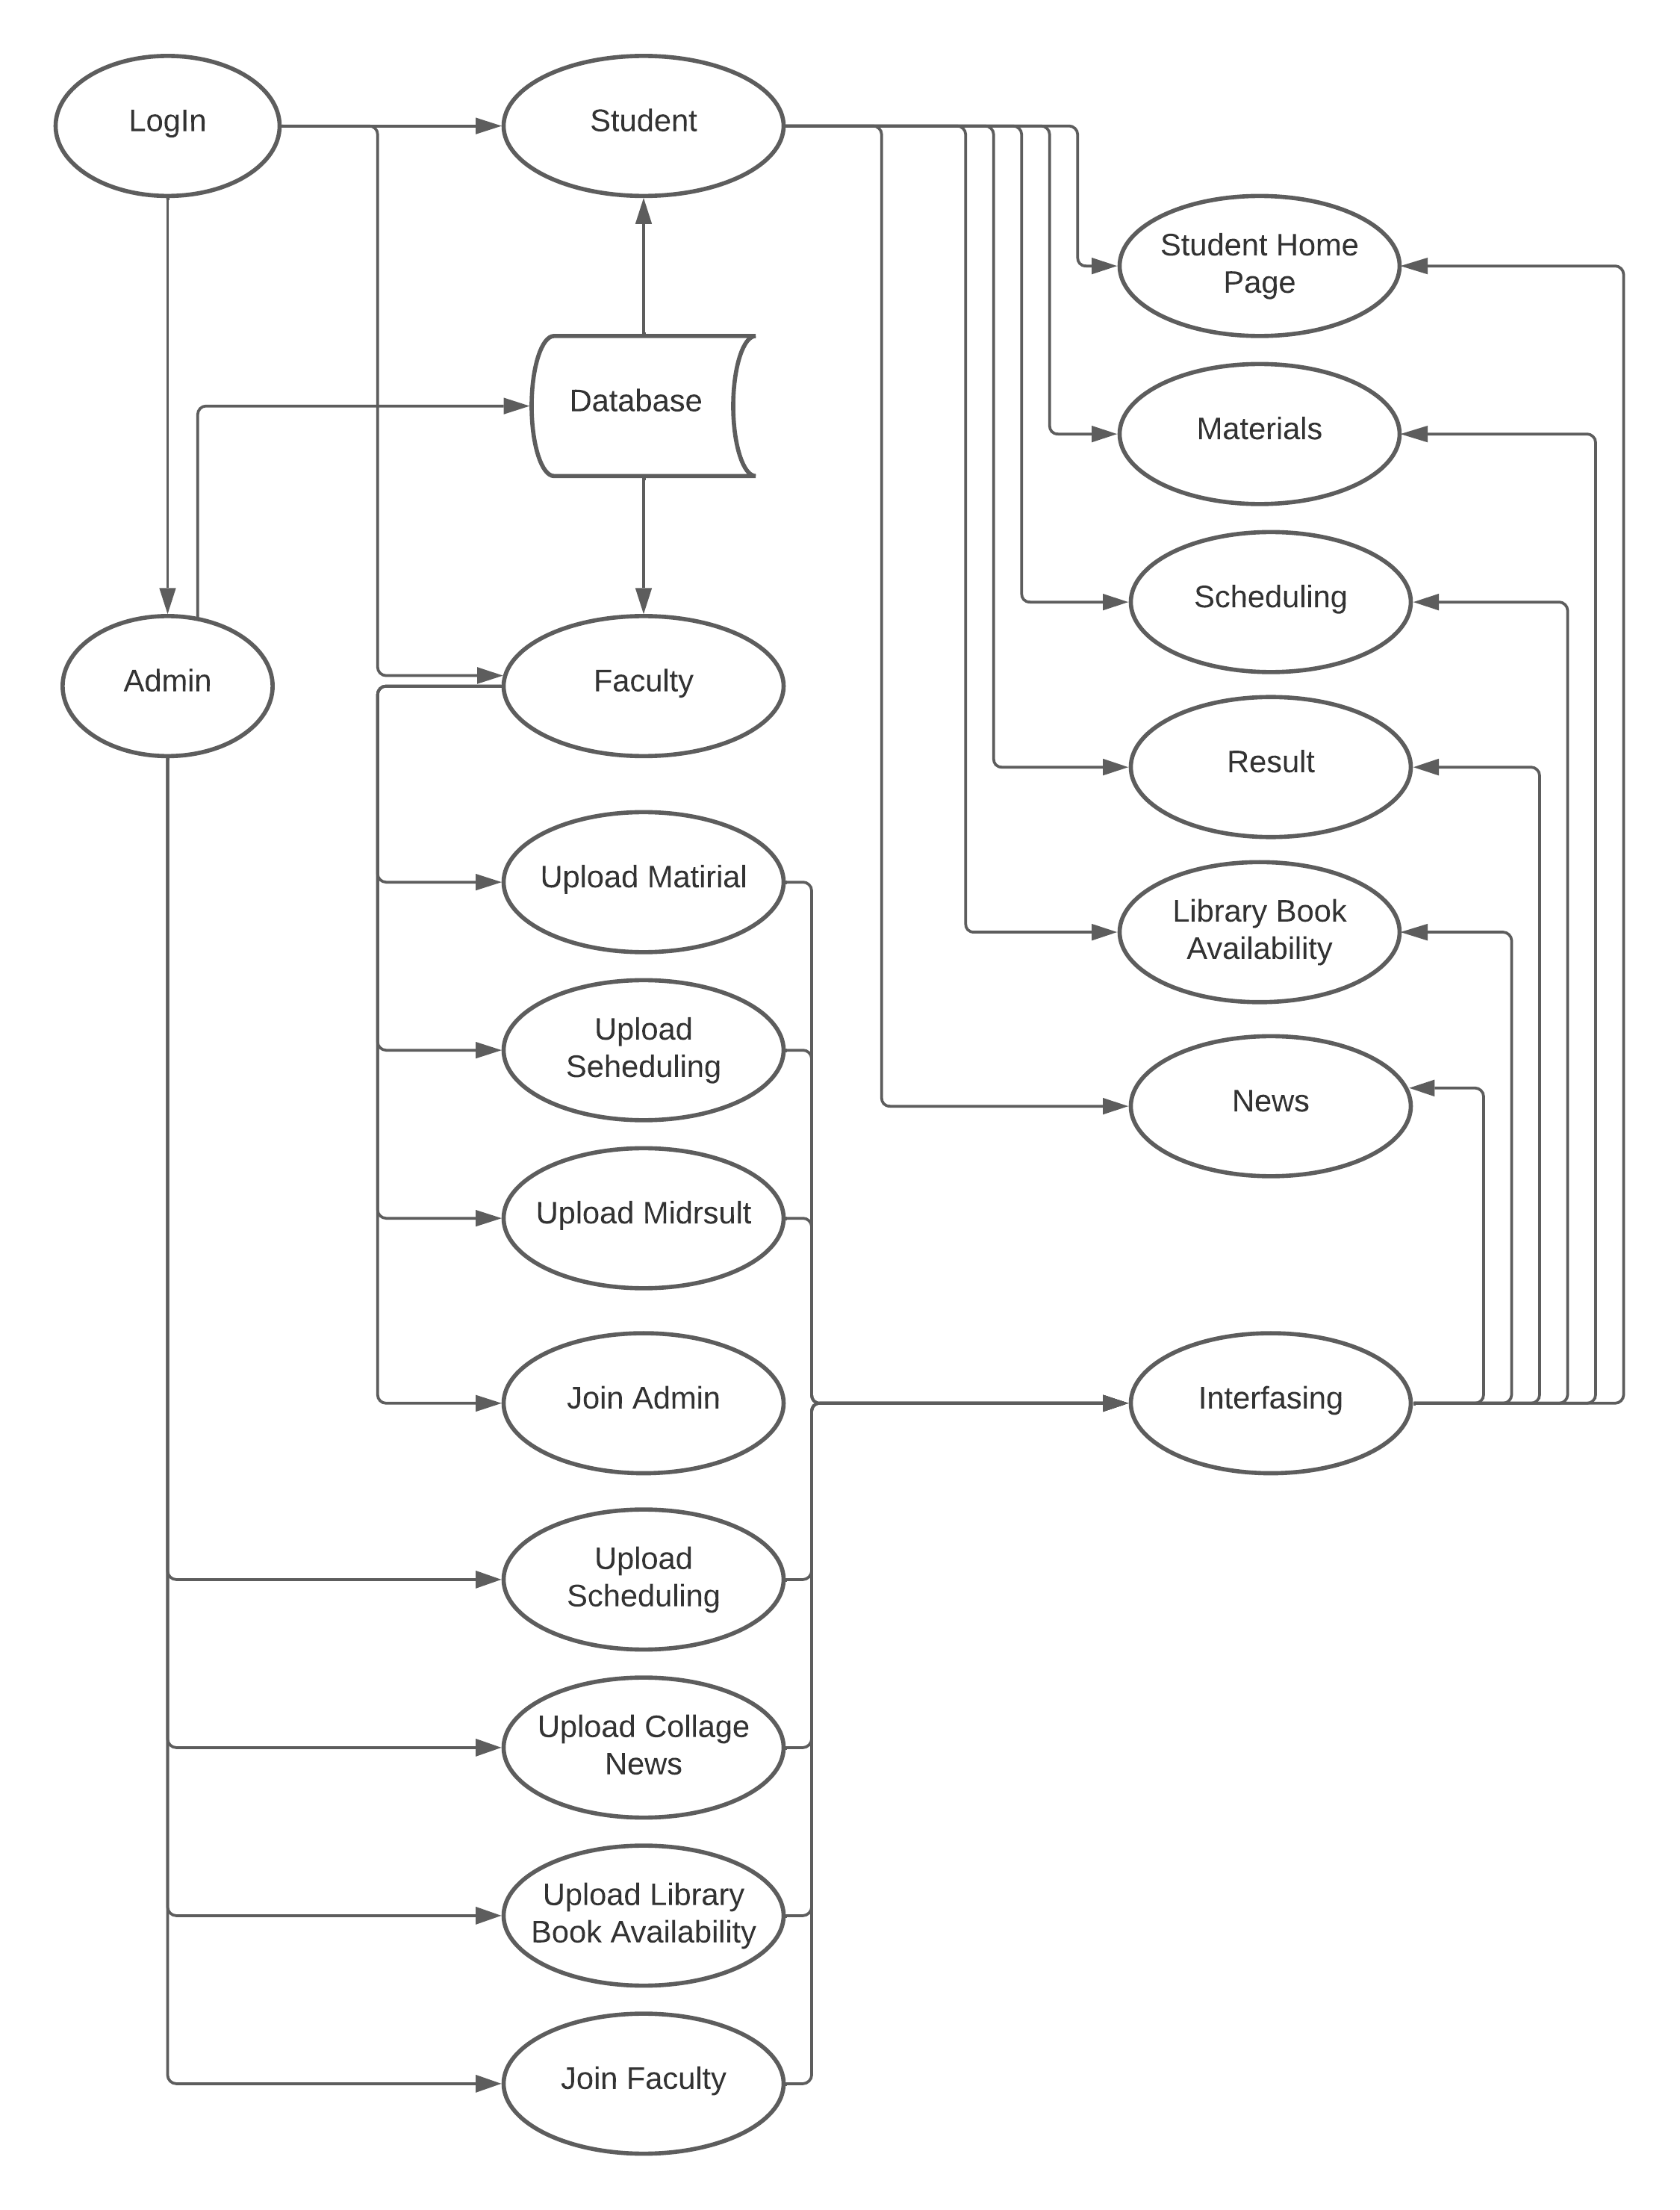 LogIn
Student
Student Home
Page
Database
Materials
Scheduling
Admin
Faculty
Result
Upload Matirial
Library Book
Availability
Upload
Seheduling
News
Upload Midrsult
Join Admin
Interfasing
Upload
Scheduling
Upload Collage
News
Upload Library
Book Availability
Join Faculty